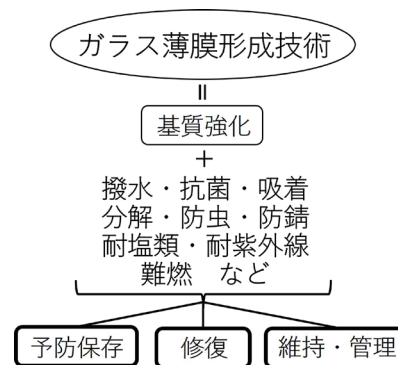 ガラス薄膜形成技術
=
基質強化
+
撥水・抗菌・吸着
分解・防虫・防錆
耐塩類・耐紫外線
難燃 など
予防保存 修復 維持・管理